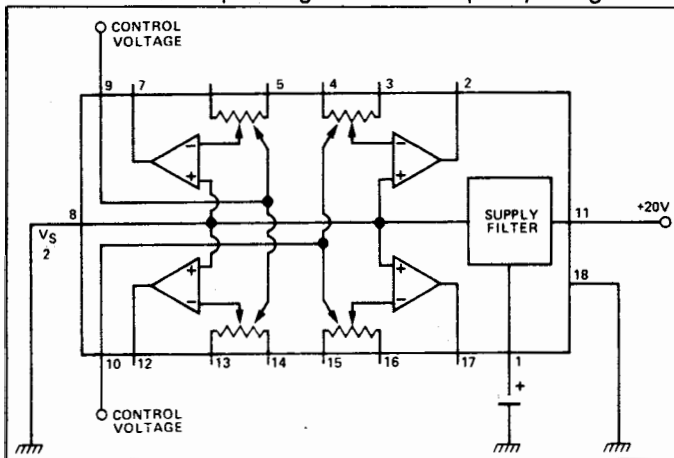 CONTROL
VOLTAGE
9 7 5 4 3 2
8
VS
2
SUPPLY
FILTER
11
+20V
18
10 12 13 14 15 16 17 1
+
CONTROL
VOLTAGE